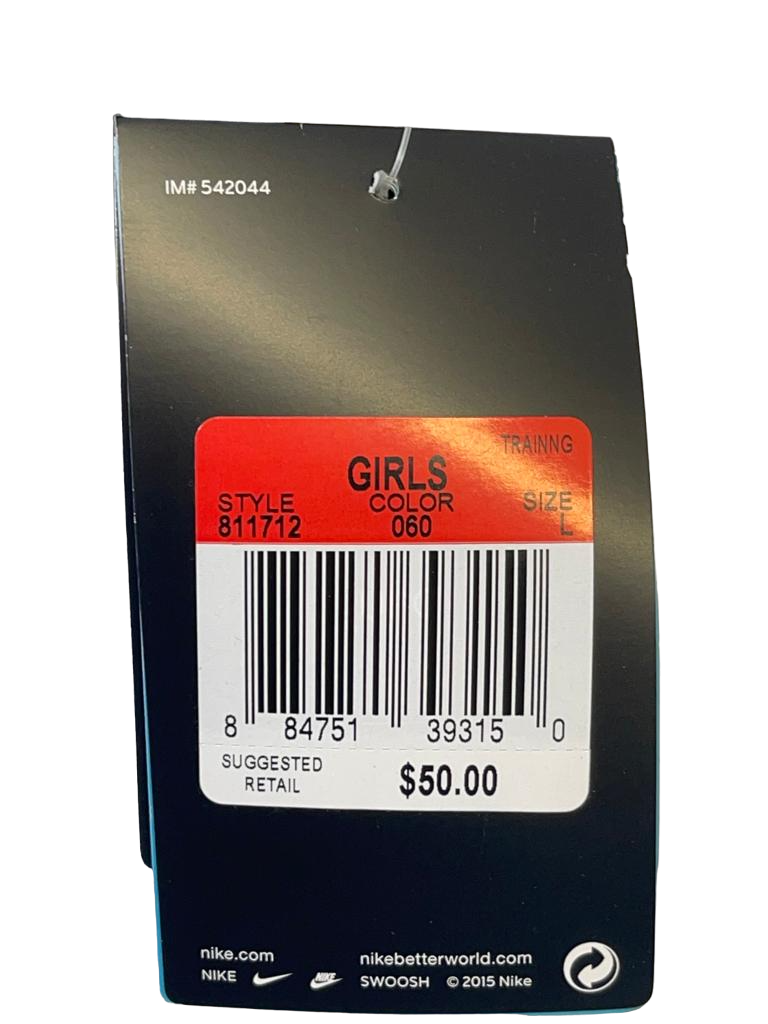 IM# 542044
TRAINNG
GIRLS
STYLE COLOR SIZE
811712 060 L
8 84751 39315 0
SUGGESTED
RETAIL
$50.00
nike.com nikebetterworld.com
NIKE NIKE SWOOSH © 2015 Nike